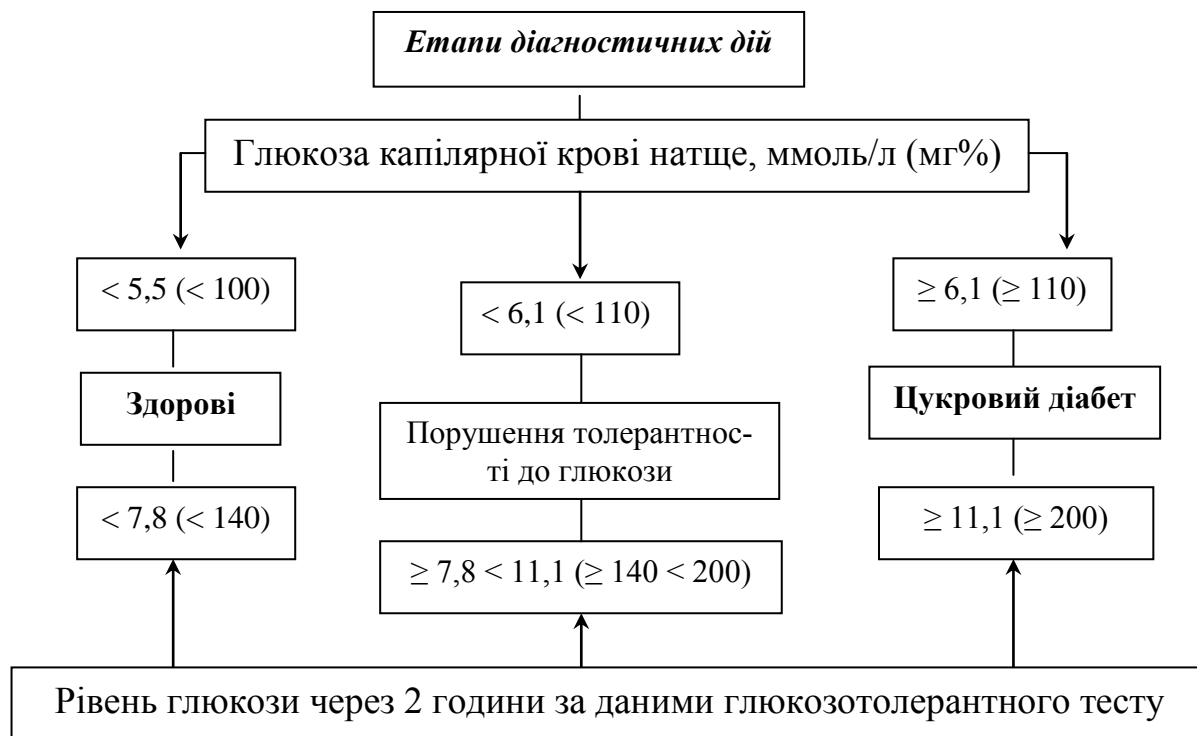 Етапи діагностичних дій
Глюкоза капілярної крові натще, ммоль/л (мг%)
< 5,5 (< 100)
< 6,1 (< 110)
≥ 6,1 (≥ 110)
Здорові
Порушення толерантнос-
ті до глюкози
Цукровий діабет
< 7,8 (< 140)
≥ 7,8 < 11,1 (≥ 140 < 200)
≥ 11,1 (≥ 200)
Рівень глюкози через 2 години за даними глюкозотолерантного тесту